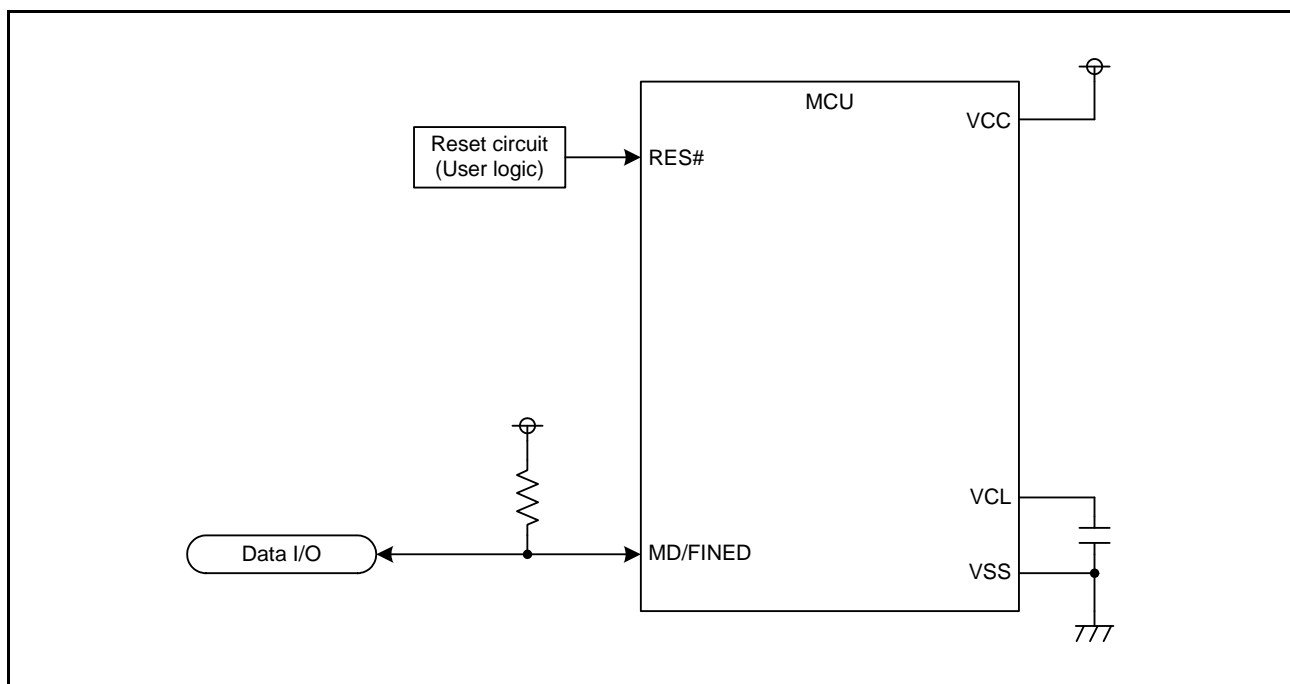 MCU
VCC
Reset circuit
(User logic)
RES#
VCL
Data I/O
MD/FINED
VSS